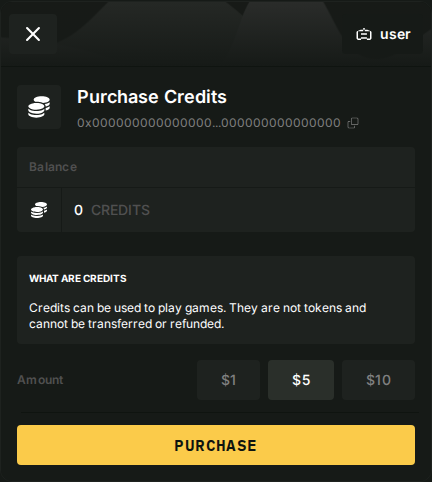 user
Purchase Credits
0x000000000000000...000000000000000
Balance
0 CREDITS
WHAT ARE CREDITS
Credits can be used to play games. They are not tokens and
cannot be transferred or refunded.
Amount $1 $5 $10
PURCHASE